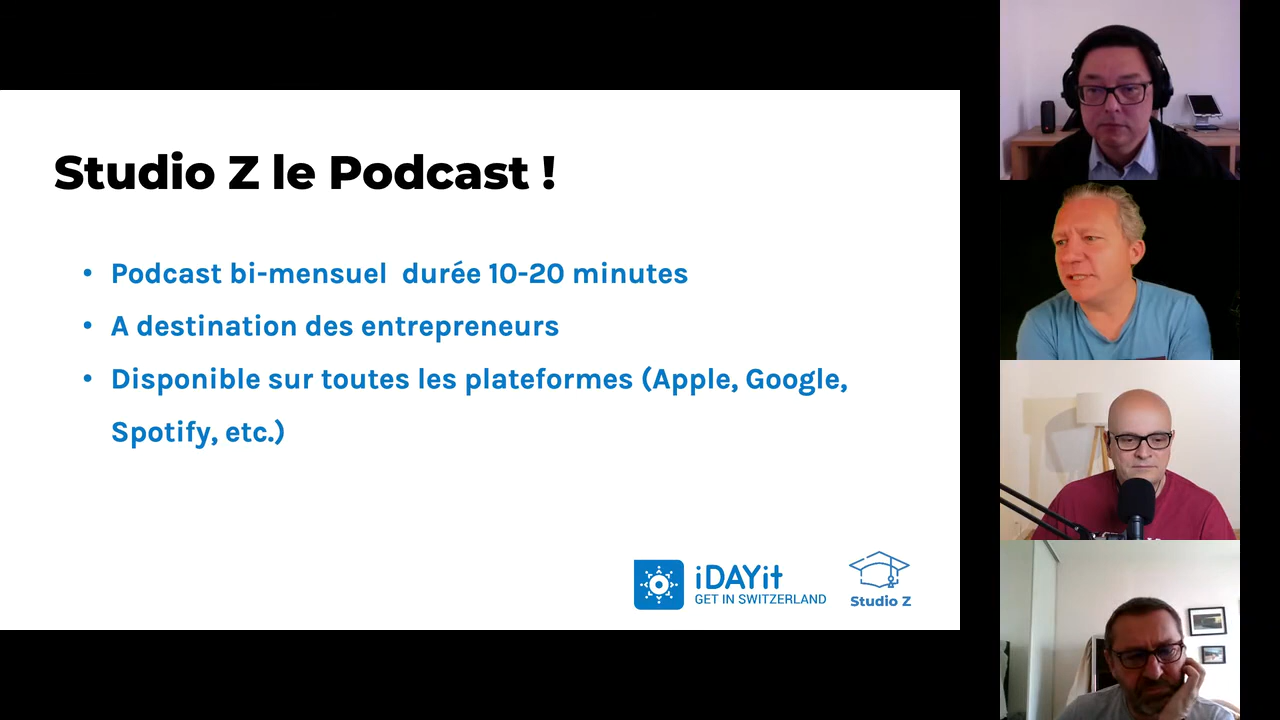 Studio Z le Podcast !
• Podcast bi-mensuel  durée 10-20 minutes
• A destination des entrepreneurs
• Disponible sur toutes les plateformes (Apple, Google,
Spotify, etc.)
iDAYit
GET IN SWITZERLAND
Studio Z